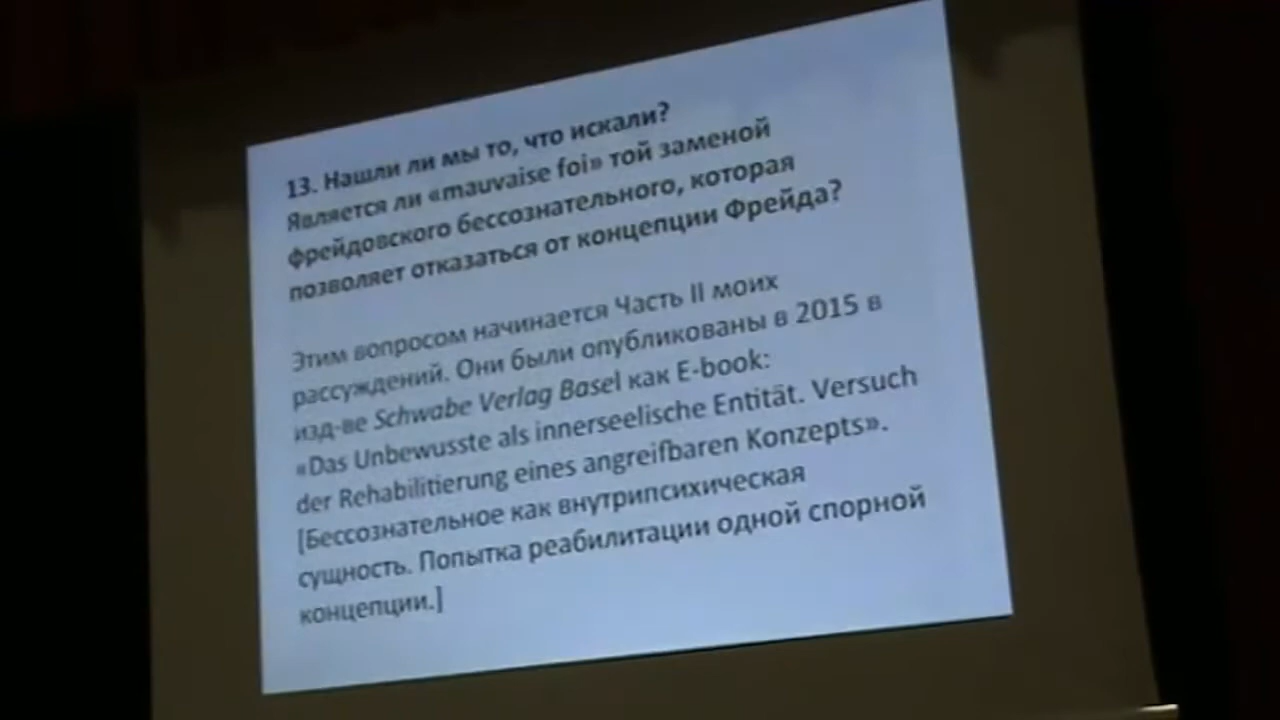 13. Нашли ли мы то, что искали?
Является ли «mauvaise foi» той заменой
фрейдовского бессознательного, которая
позволяет отказаться от концепции Фрейда?
Этим вопросом начинается Часть II моих
рассуждений. Они были опубликованы в 2015 в
изд-ве Schwabe Verlag Basel как E-book:
«Das Unbewusste als innerseelische Entität. Versuch
der Rehabilitierung eines angreifbaren Konzepts».
[Бессознательное как внутрипсихическая
сущность. Попытка реабилитации одной спорной
концепции.]